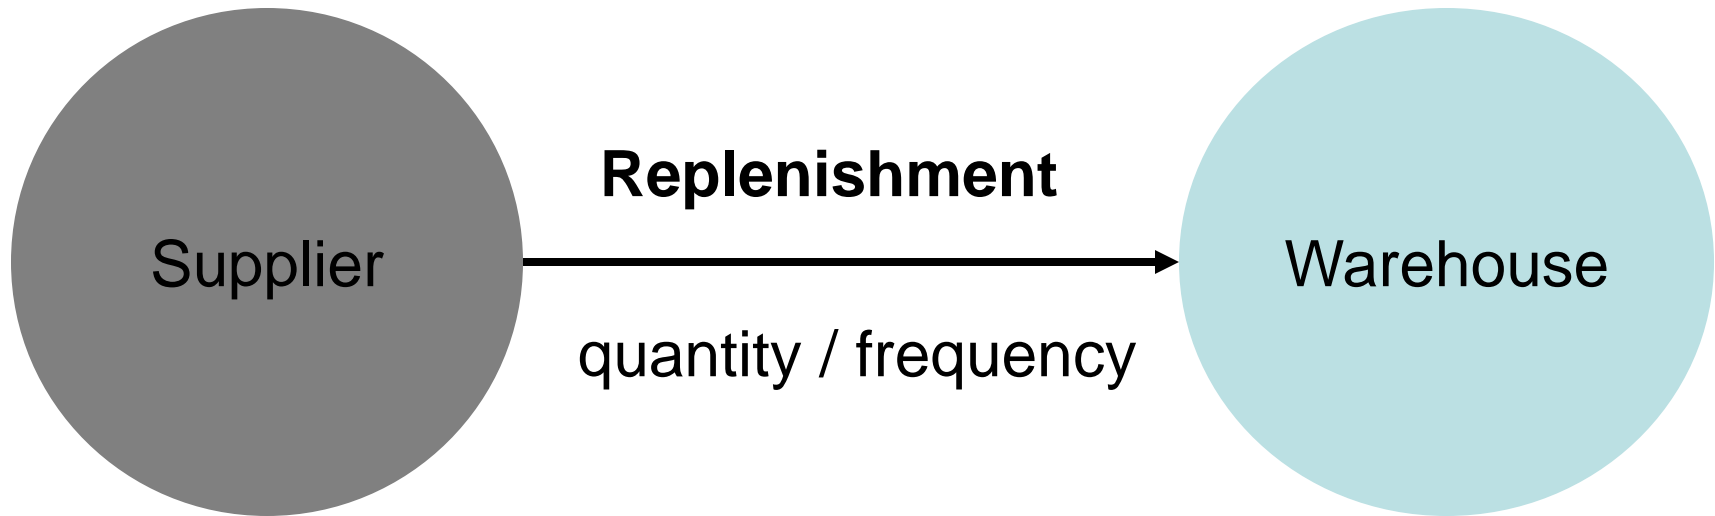 Replenishment
Supplier
Warehouse
quantity / frequency